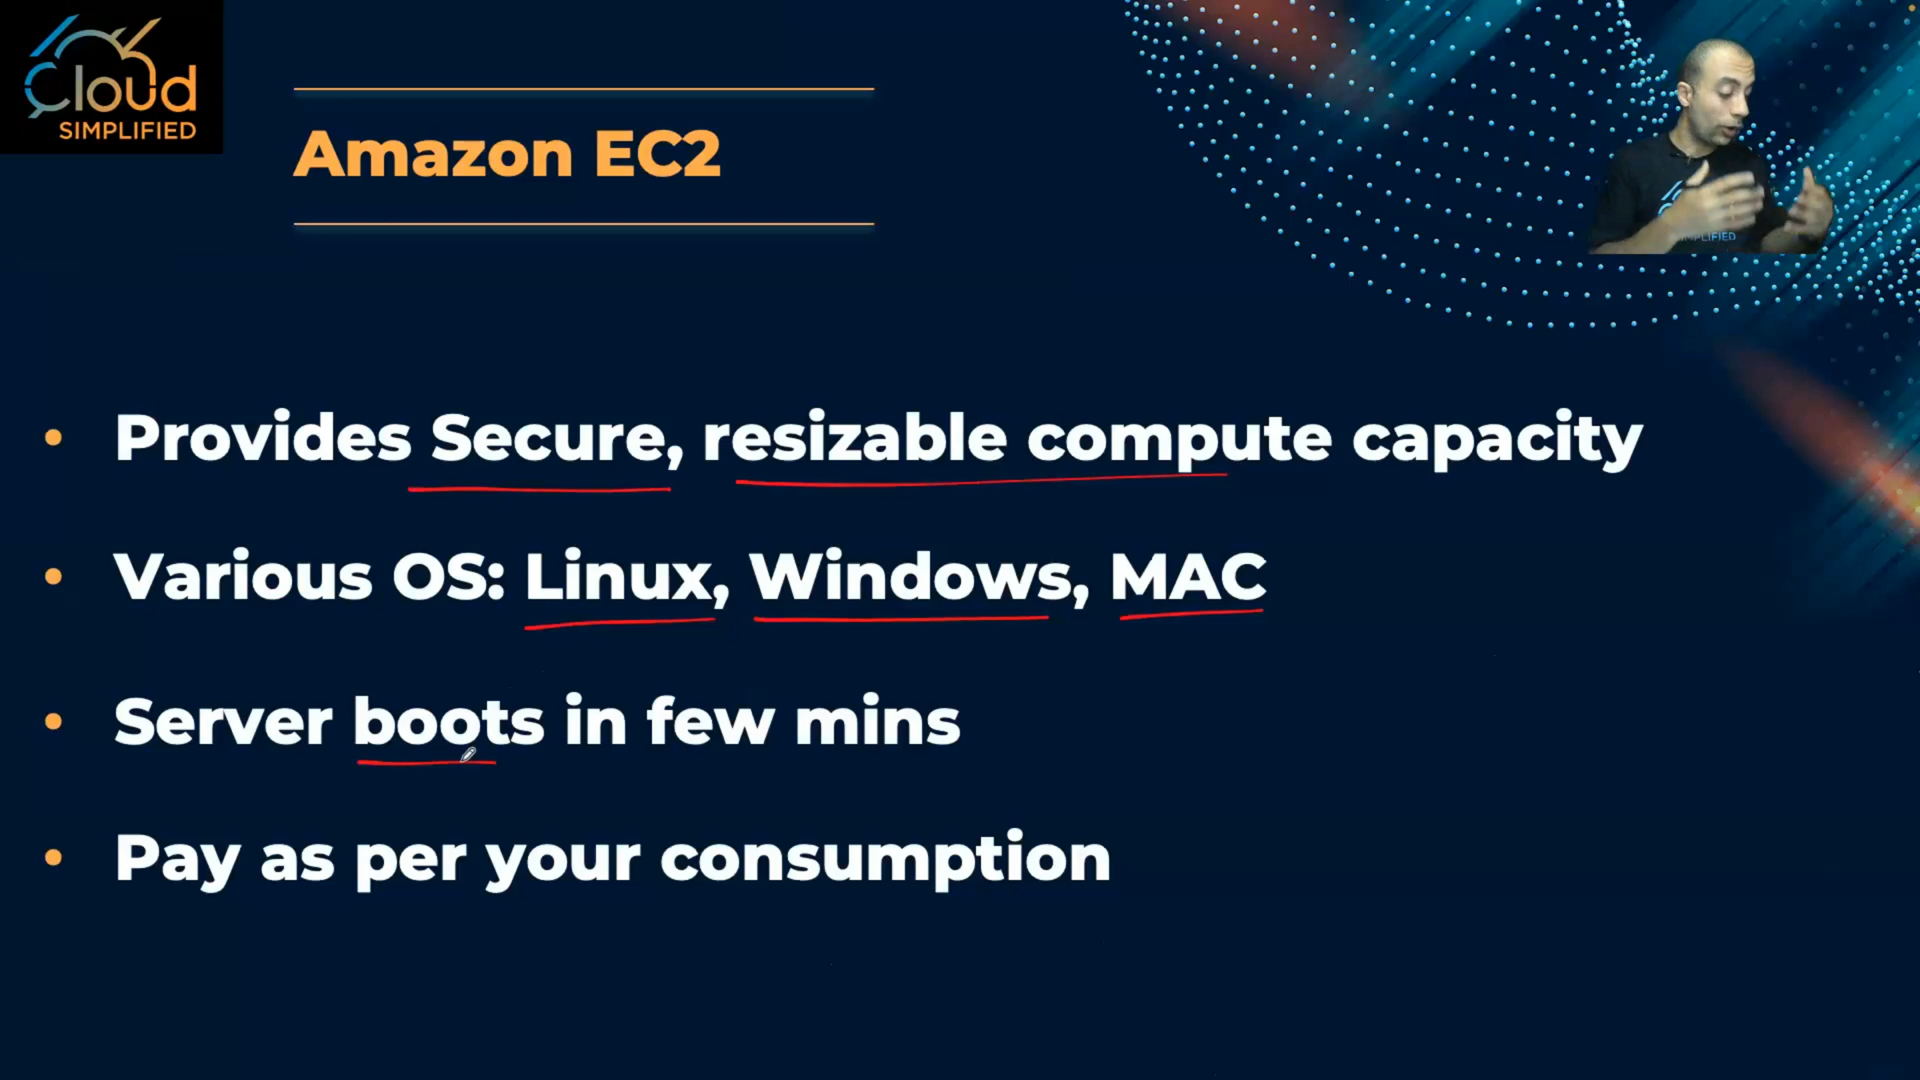 Cloud
SIMPLIFIED
Amazon EC2
SIMPLIFIED
• Provides Secure, resizable compute capacity
• Various OS: Linux, Windows, MAC
• Server boots in few mins
• Pay as per your consumption